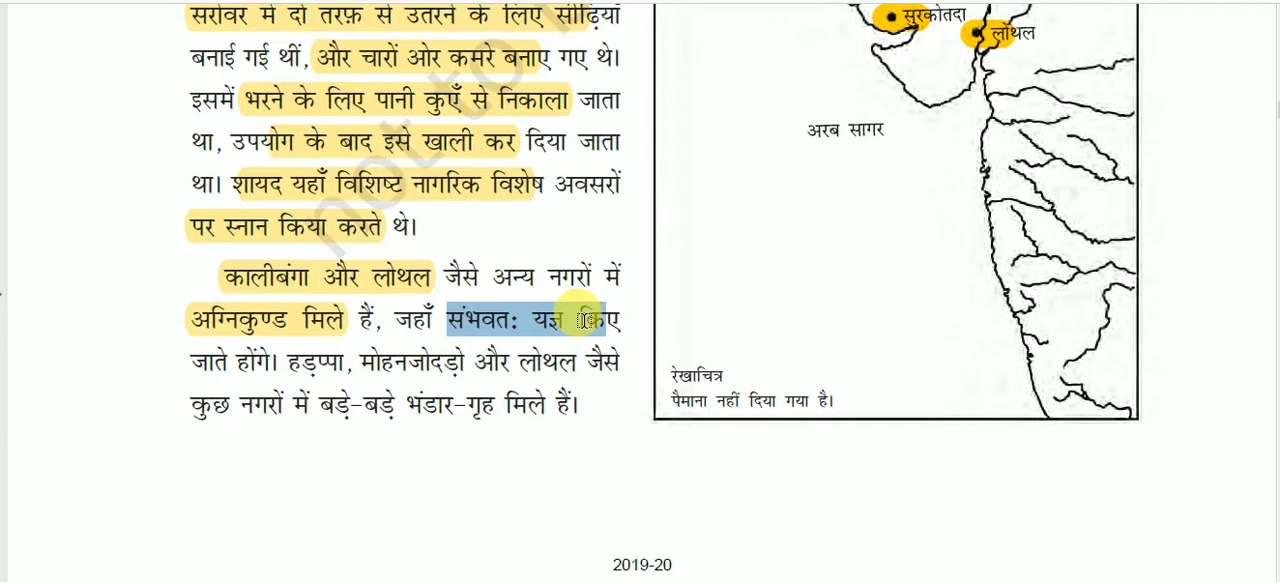 सरोवर में दो तरफ़ से उतरने के लिए सीढ़ियाँ
बनाई गई थीं, और चारों ओर कमरे बनाए गए थे।
इसमें भरने के लिए पानी कुएँ से निकाला जाता
था, उपयोग के बाद इसे खाली कर दिया जाता
था। शायद यहाँ विशिष्ट नागरिक विशेष अवसरों
पर स्नान किया करते थे।
कालीबंगा और लोथल जैसे अन्य नगरों में
अग्निकुण्ड मिले हैं, जहाँ संभवत: यज्ञ किए
जाते होंगे। हड़प्पा, मोहनजोदड़ो और लोथल जैसे
कुछ नगरों में बड़े-बड़े भंडार-गृह मिले हैं।
सुरकोतदा
लॉथल
अरब सागर
रेखाचित्र
पैमाना नहीं दिया गया है।
not to
2019-20